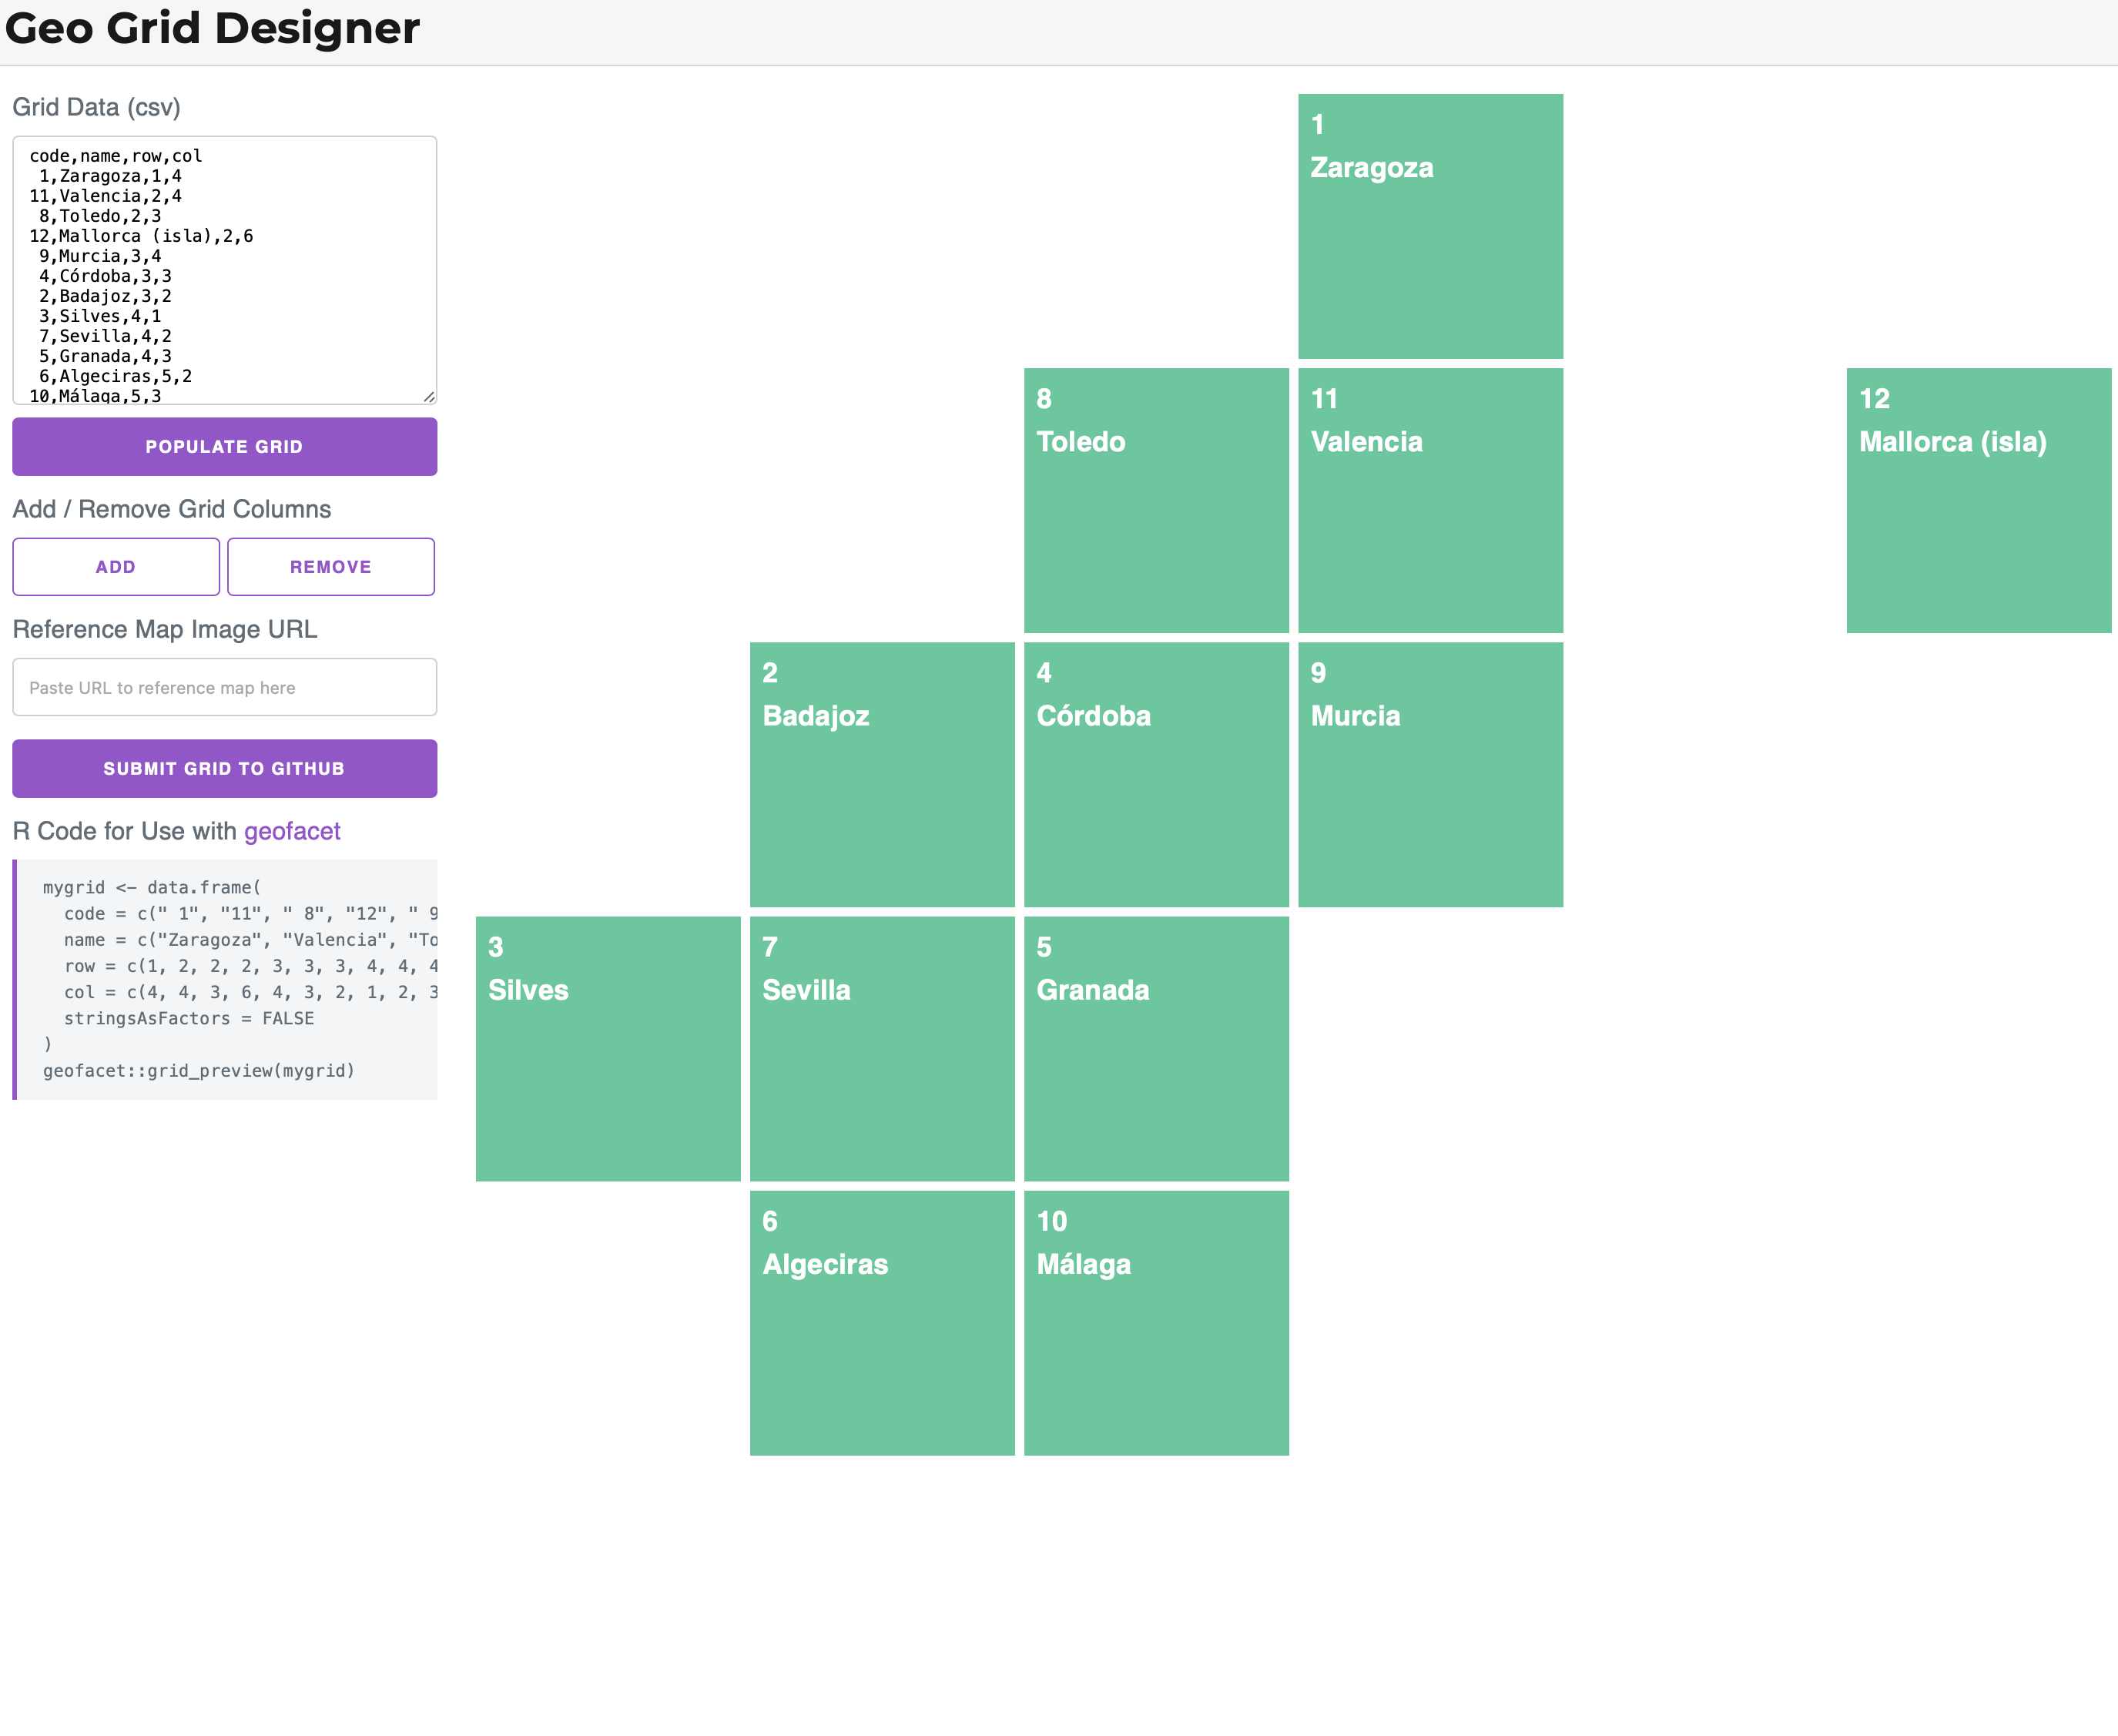 Geo Grid Designer
Grid Data (csv)
code,name,row,col
 1,Zaragoza,1,4
11,Valencia,2,4
 8,Toledo,2,3
12,Mallorca (isla),2,6
 9,Murcia,3,4
 4,Córdoba,3,3
 2,Badajoz,3,2
 3,Silves,4,1
 7,Sevilla,4,2
 5,Granada,4,3
 6,Algeciras,5,2
10,Málaga,5,3
POPULATE GRID
Add / Remove Grid Columns
ADD
REMOVE
Reference Map Image URL
Paste URL to reference map here
SUBMIT GRID TO GITHUB
R Code for Use with geofacet
mygrid <- data.frame(
  code = c(" 1", "11", " 8", "12", " 9
  name = c("Zaragoza", "Valencia", "To
  row = c(1, 2, 2, 2, 3, 3, 3, 4, 4, 4
  col = c(4, 4, 3, 6, 4, 3, 2, 1, 2, 3
  stringsAsFactors = FALSE
)
geofacet::grid_preview(mygrid)
1
Zaragoza
8
Toledo
11
Valencia
12
Mallorca (isla)
2
Badajoz
4
Córdoba
9
Murcia
3
Silves
7
Sevilla
5
Granada
6
Algeciras
10
Málaga